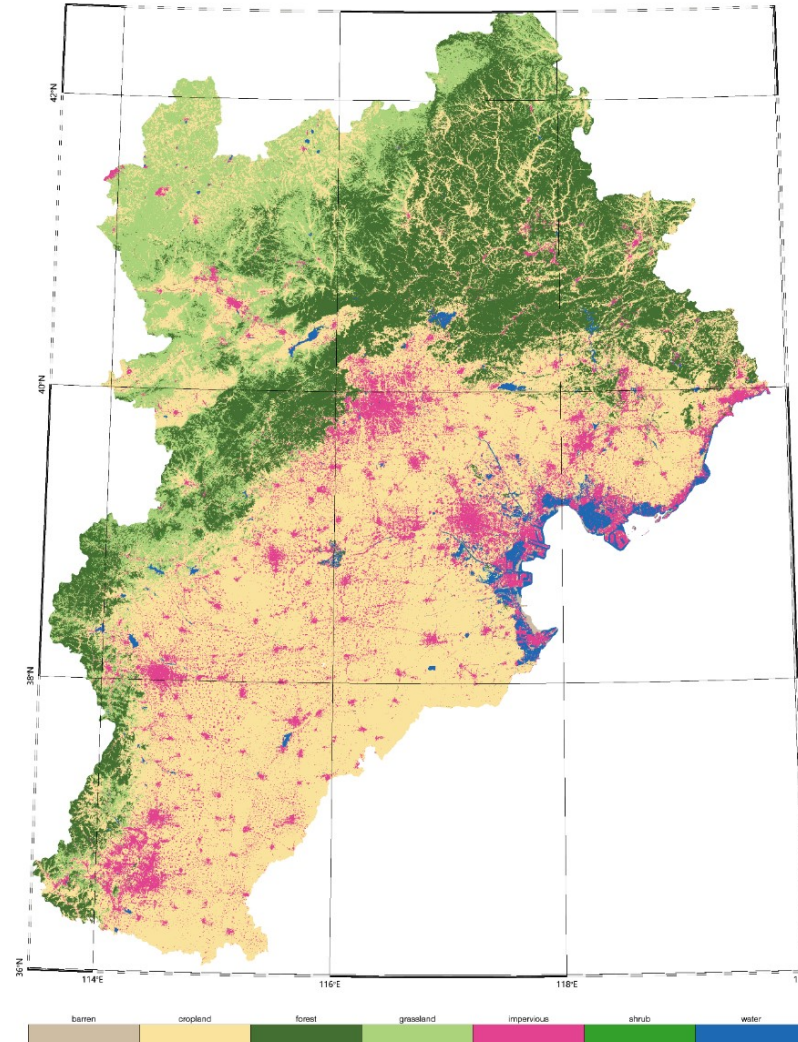 42°N
40°N
38°N
36°N
114°E
116°E
118°E
barren
cropland
forest
grassland
impervious
shrub
water